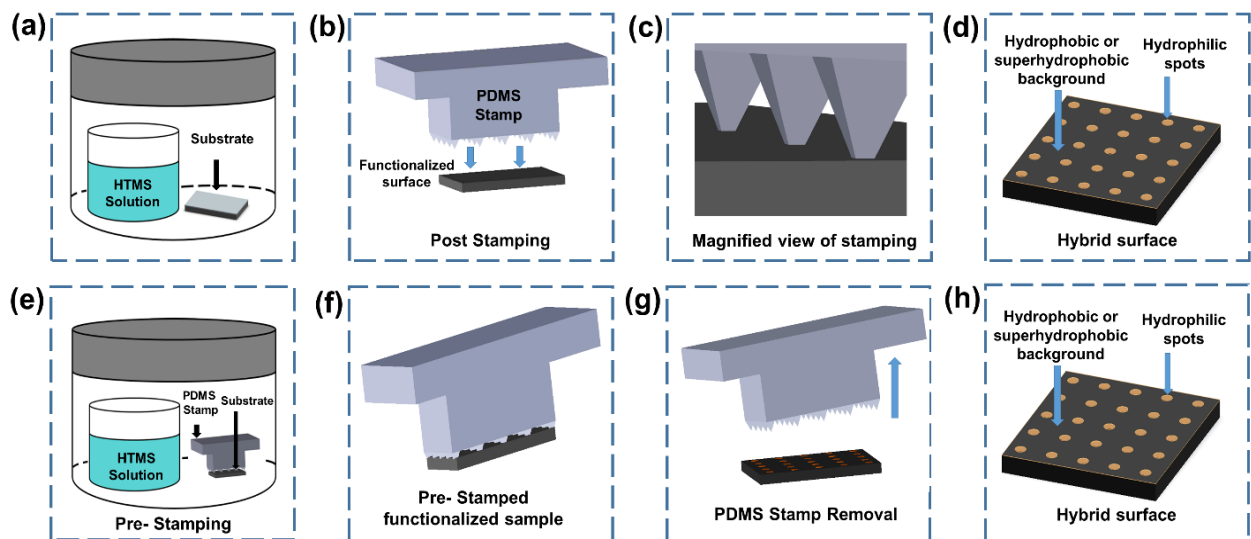 (a)
Substrate
HTMS
Solution
(b)
PDMS
Stamp
Functionalized
surface
Post Stamping
(c)
Magnified view of stamping
(d)
Hydrophobic or
superhydrophobic
background
Hydrophilic
spots
Hybrid surface
(e)
PDMS
Stamp
Substrate
HTMS
Solution
Pre- Stamping
(f)
Pre- Stamped
functionalized sample
(g)
PDMS Stamp Removal
(h)
Hydrophobic or
superhydrophobic
background
Hydrophilic
spots
Hybrid surface